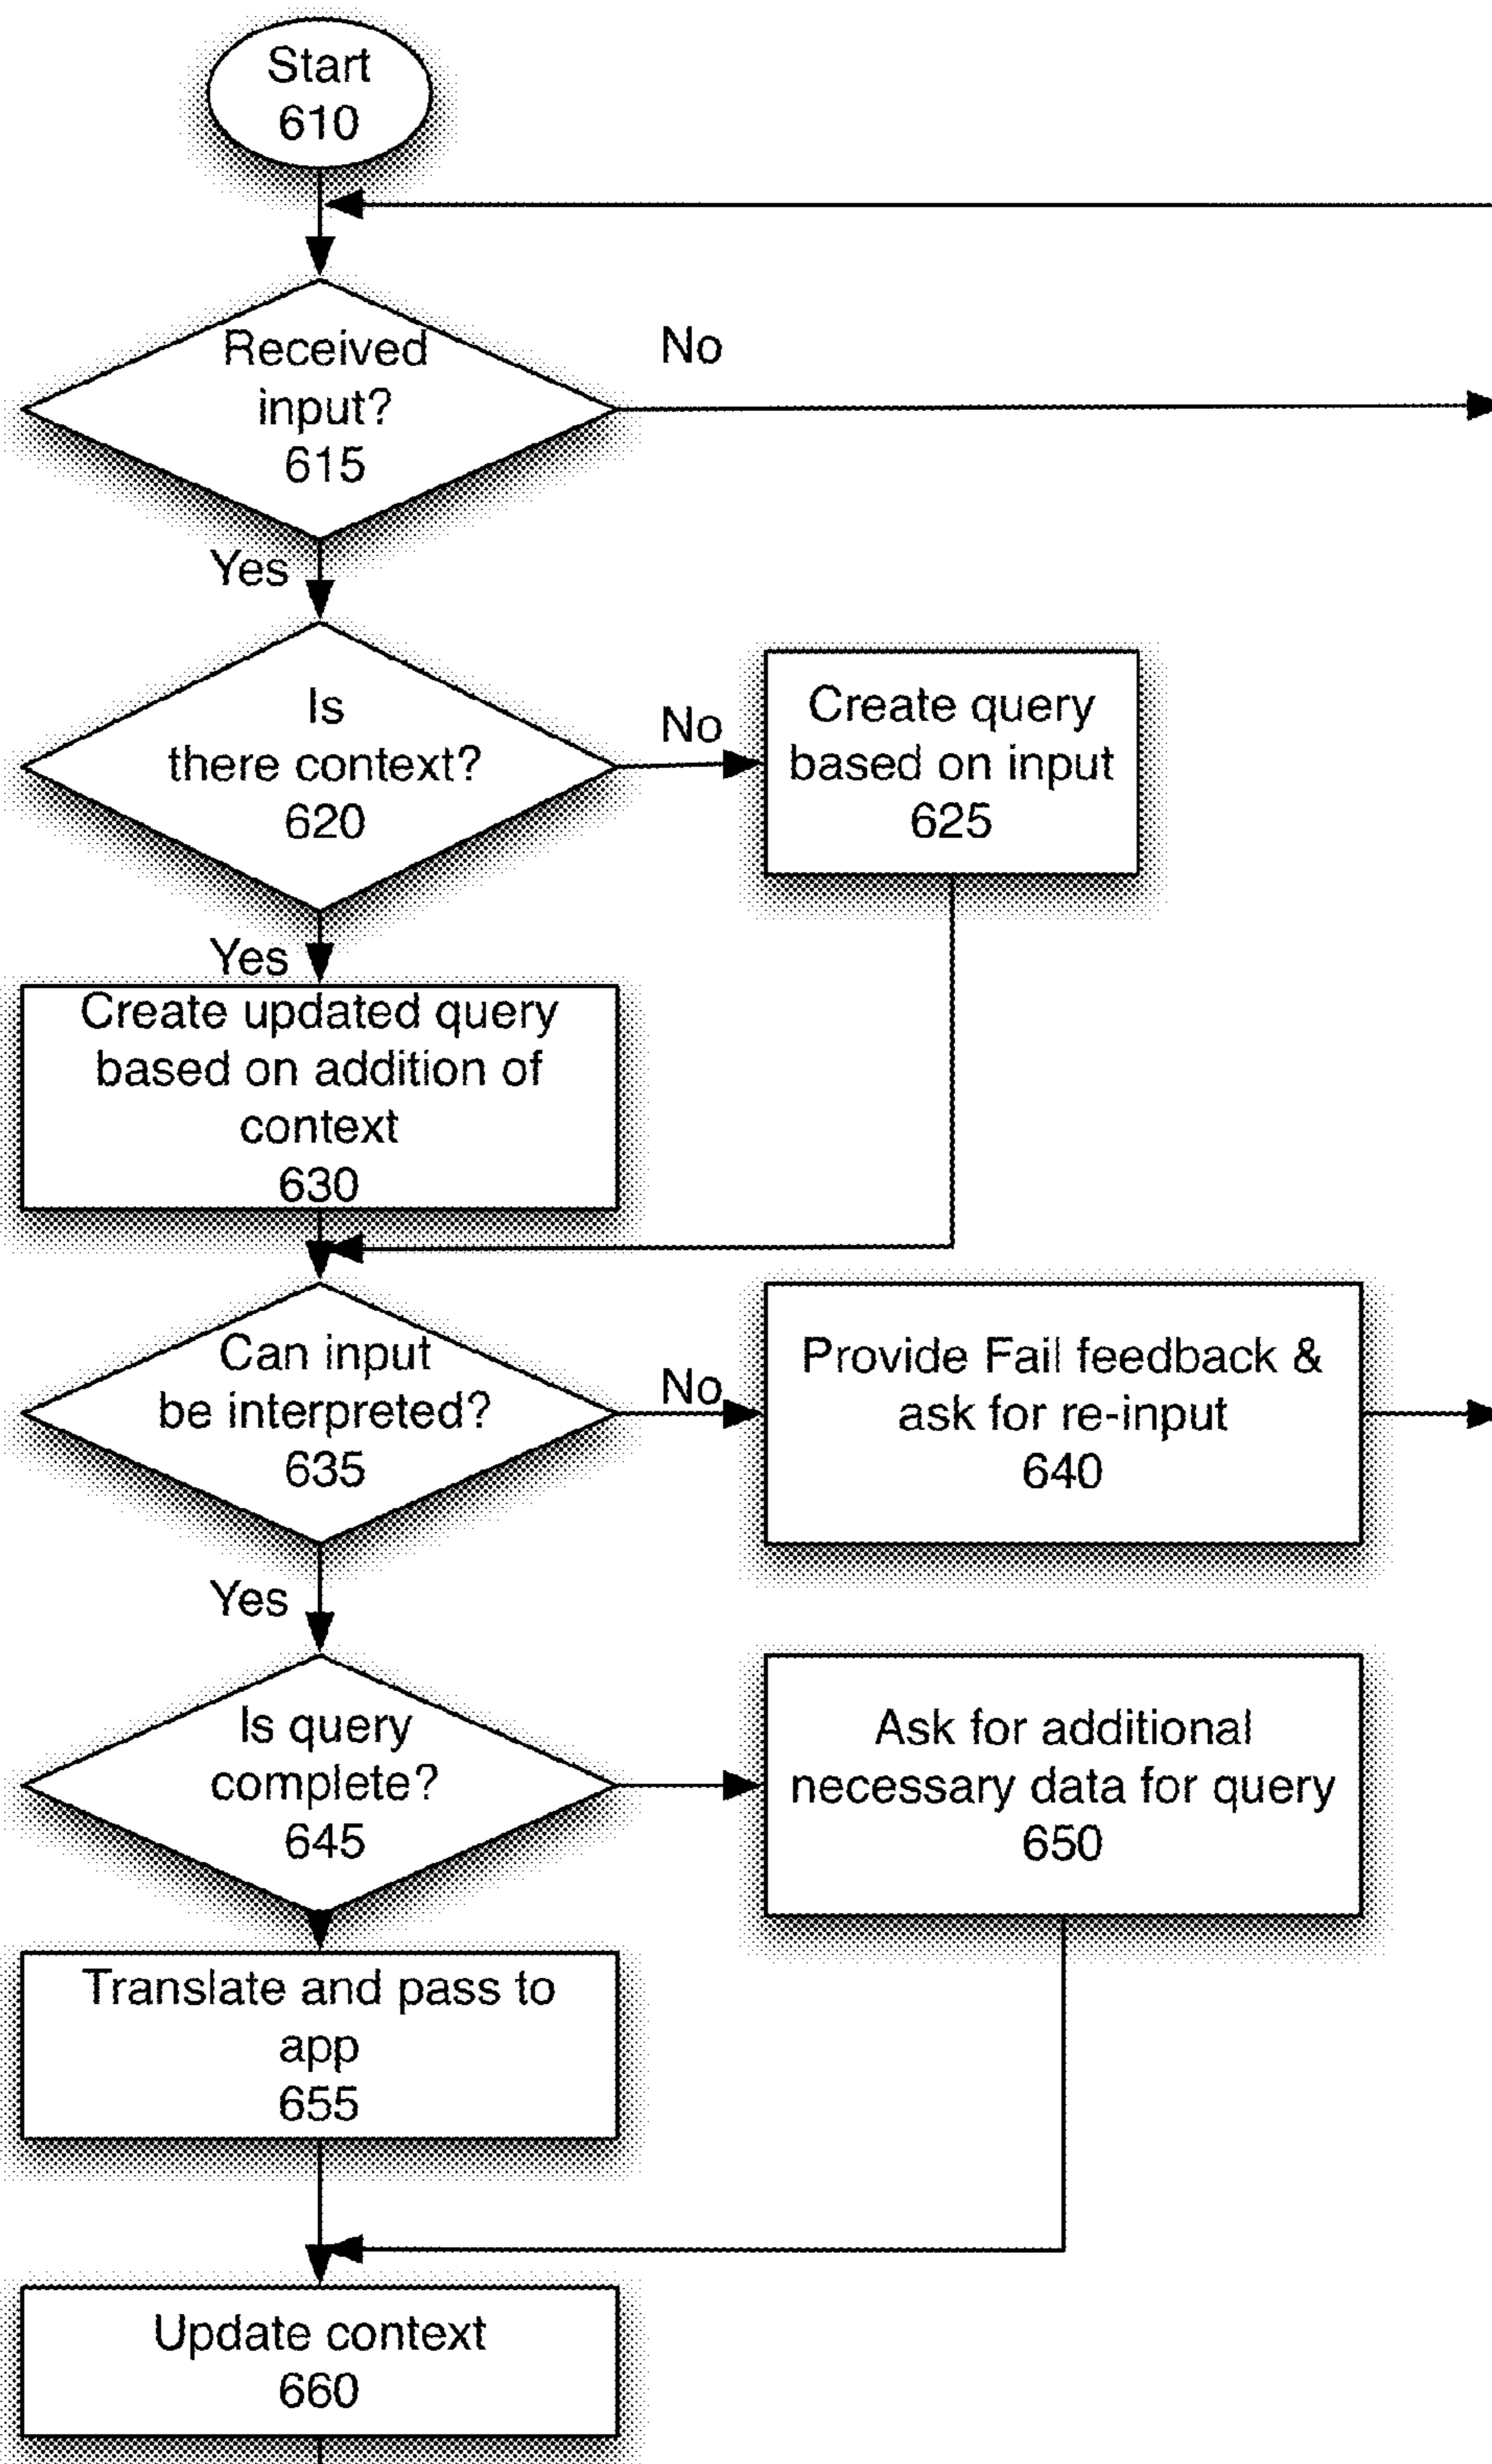 Start
610
Received
input?
615
No
Yes
Is
there context?
620
No
Create query
based on input
625
Yes
Create updated query
based on addition of
context
630
Can input
be interpreted?
635
No
Provide Fail feedback &
ask for re-input
640
Yes
Is query
complete?
645
Ask for additional
necessary data for query
650
Translate and pass to
app
655
Update context
660